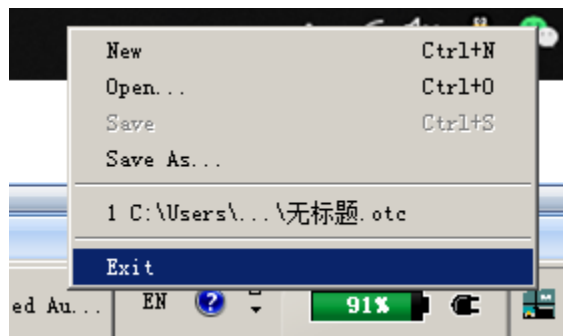 New Ctrl+N
Open... Ctrl+O
Save Ctrl+S
Save As...
1 C:\Users\...\无标题.otc
Exit
ed Au... EN 91%